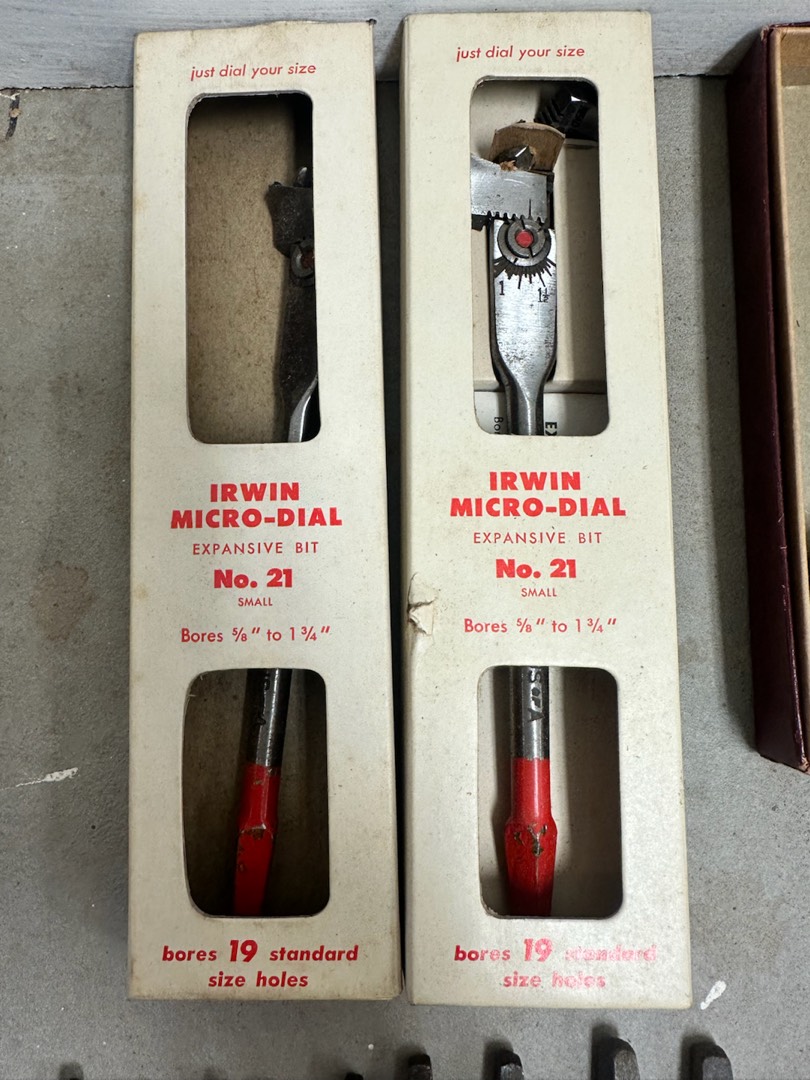 just dial your size
IRWIN
MICRO-DIAL
EXPANSIVE BIT
No. 21
SMALL
Bores 5/8" to 1 3/4"
bores 19 standard
size holes
just dial your size
1 1½
IRWIN
MICRO-DIAL
EXPANSIVE BIT
No. 21
SMALL
Bores 5/8" to 1 3/4"
bores 19 standard
size holes